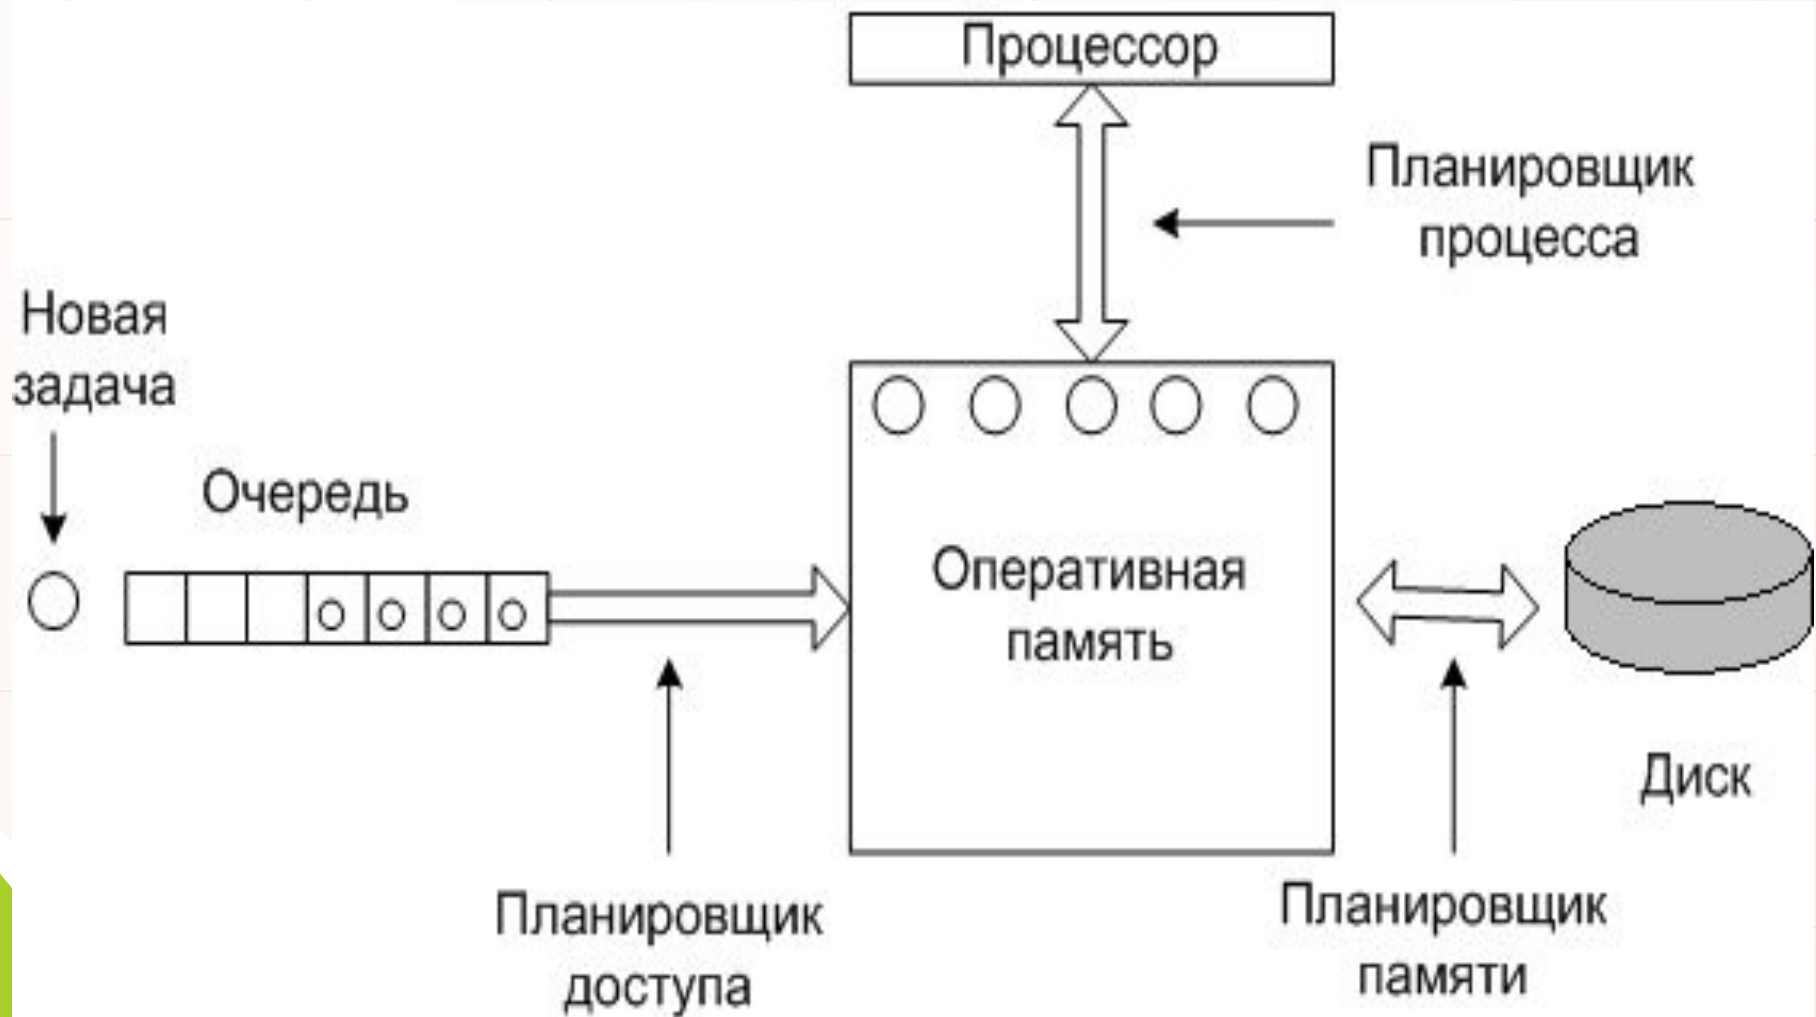 Процессор
Планировщик
процесса
Новая
задача
Очередь
Оперативная
память
Диск
Планировщик
доступа
Планировщик
памяти